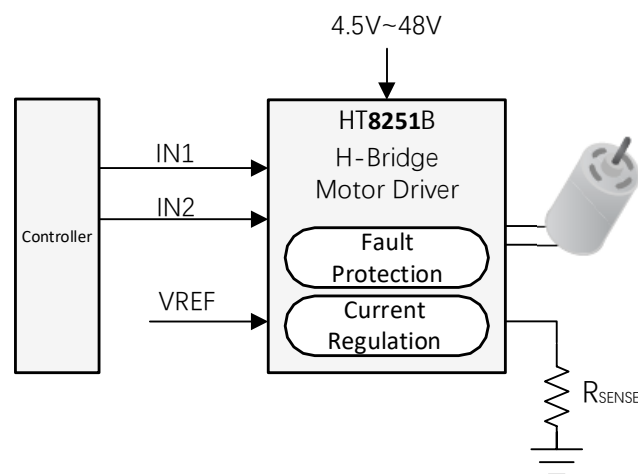 4.5V~48V
HT8251B
H-Bridge
Motor Driver
IN1
IN2
Controller
Fault
Protection
VREF
Current
Regulation
RSENSE